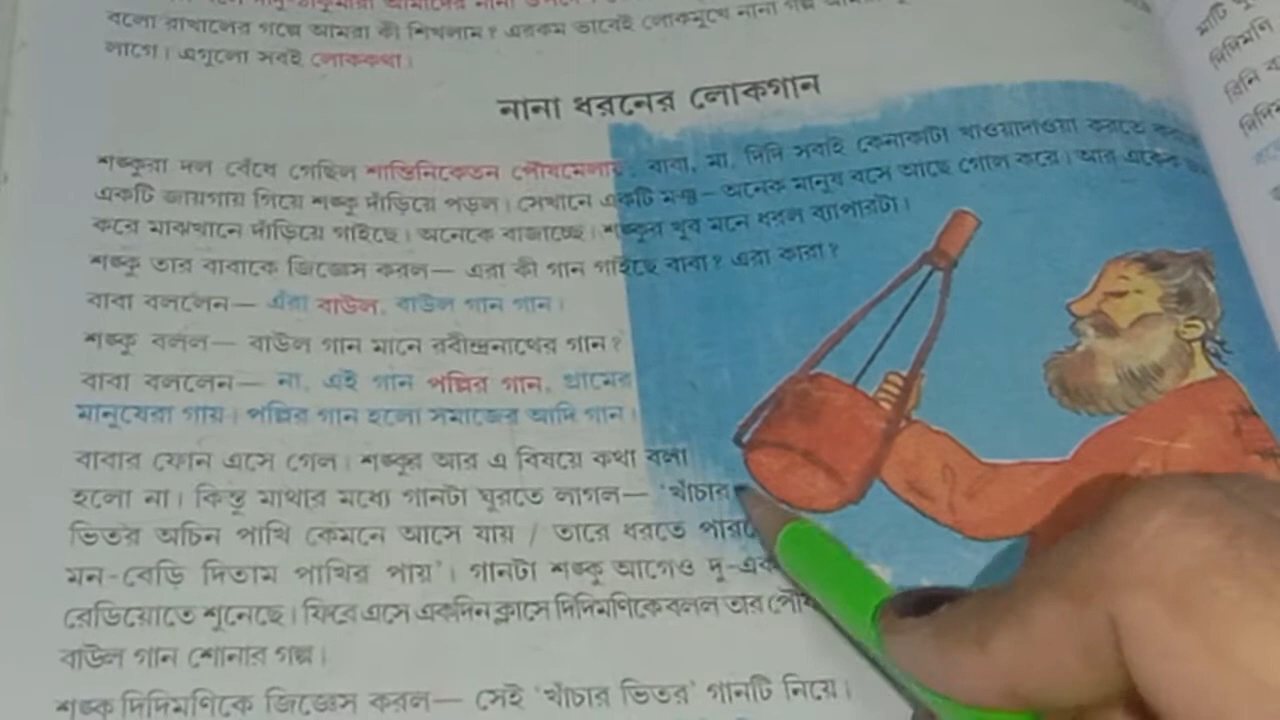 বলো রাখালের গল্পে আমরা কী শিখলাম? এরকম ভাবেই লোকমুখে নানা গল্প
লাগে। এগুলো সবই লোককথা।
নানা ধরনের লোকগান
শঙ্কুরা দল বেঁধে গেছিল শান্তিনিকেতন পৌষমেলায়। বাবা, মা, দিদি সবাই কেনাকাটা খাওয়াদাওয়া করতে
একটি জায়গায় গিয়ে শঙ্কু দাঁড়িয়ে পড়ল। সেখানে একটি মঞ্চ— অনেক মানুষ বসে আছে গোল করে। আর একেক
করে মাঝখানে দাঁড়িয়ে গাইছে। অনেকে বাজাচ্ছে। শঙ্কুর খুব মনে ধরল ব্যাপারটা।
শঙ্কু তার বাবাকে জিজ্ঞেস করল— এরা কী গান গাইছে বাবা? এরা কারা?
বাবা বললেন— এঁরা বাউল, বাউল গান গান।
শঙ্কু বলল— বাউল গান মানে রবীন্দ্রনাথের গান?
বাবা বললেন— না, এই গান পল্লির গান, গ্রামের
মানুষেরা গায়। পল্লির গান হলো সমাজের আদি গান।
বাবার ফোন এসে গেল। শঙ্কুর আর এ বিষয়ে কথা বলা
হলো না। কিন্তু মাথার মধ্যে গানটা ঘুরতে লাগল— 'খাঁচার
ভিতর অচিন পাখি কেমনে আসে যায় / তারে ধরতে
মন-বেড়ি দিতাম পাখির পায়'। গানটা শঙ্কু আগেও দু-এক
রেডিয়োতে শুনেছে। ফিরে এসে একদিন ক্লাসে দিদিমণিকে বলল তার
বাউল গান শোনার গল্প।
শঙ্কু দিদিমণিকে জিজ্ঞেস করল— সেই 'খাঁচার ভিতর' গানটি নিয়ে।
মাটি
দিদিমণি
রিনি